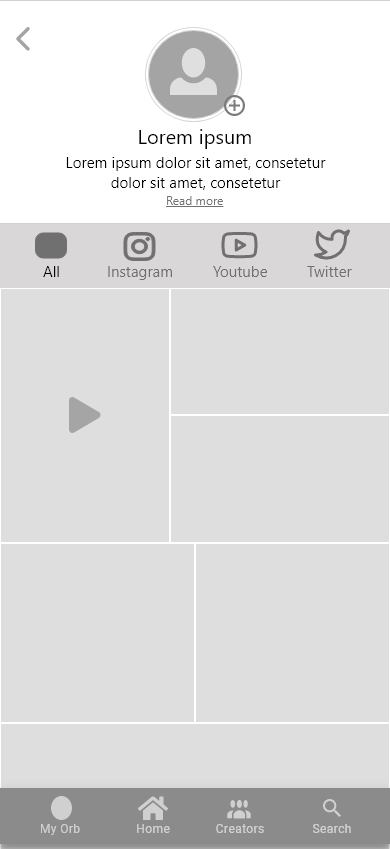 Lorem ipsum
Lorem ipsum dolor sit amet, consetetur
dolor sit amet, consetetur
Read more
All Instagram Youtube Twitter
My Orb Home Creators Search